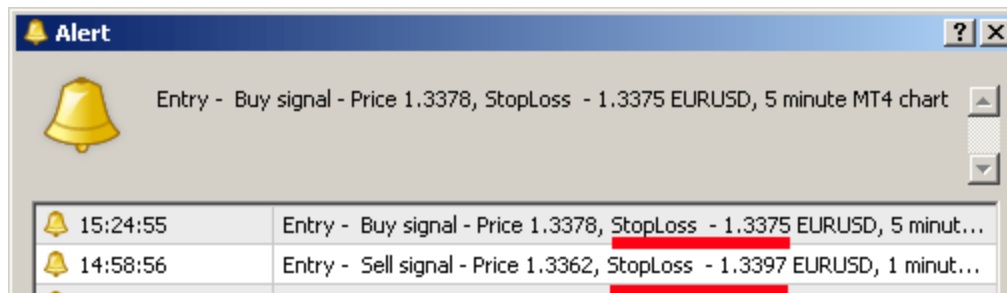 Alert
Entry -  Buy signal - Price 1.3378, StopLoss  - 1.3375 EURUSD, 5 minute MT4 chart
15:24:55 Entry -  Buy signal - Price 1.3378, StopLoss  - 1.3375 EURUSD, 5 minut...
14:58:56 Entry -  Sell signal - Price 1.3362, StopLoss  - 1.3397 EURUSD, 1 minut...